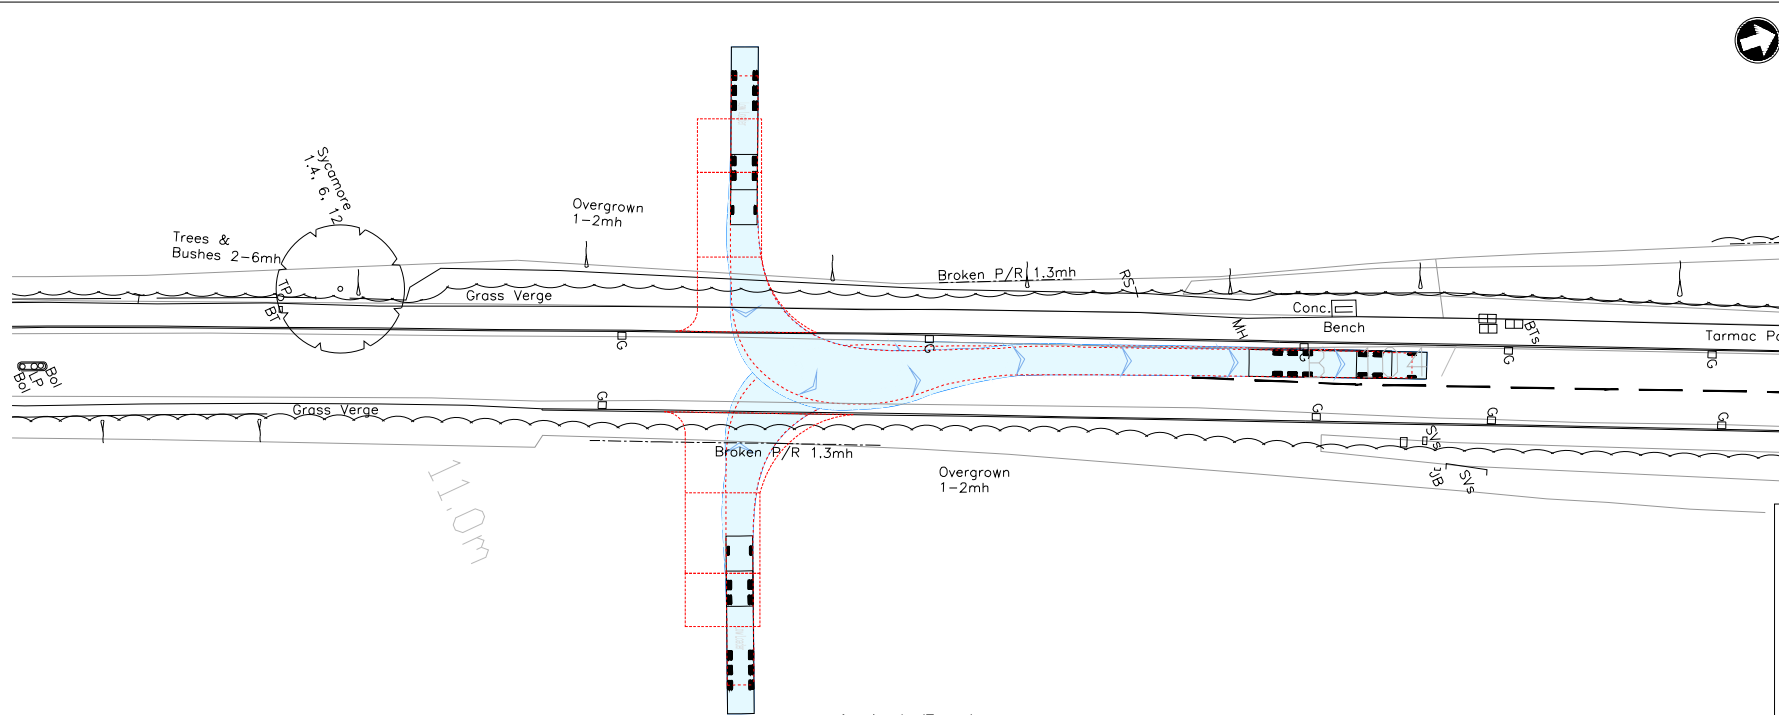 Sycamore
1.4, 6, 12
Overgrown
1-2mh
Trees &
Bushes 2-6mh
TP
BT
Grass Verge
Broken P/R 1.3mh
RS
Conc.
Bench
MH
BTs
Tarmac
G
G
G
G
G
Bol
LP
Bol
G
Grass Verge
G
G
G
Broken P/R 1.3mh
Overgrown
1-2mh
SVs
JB
SVs
11.0m